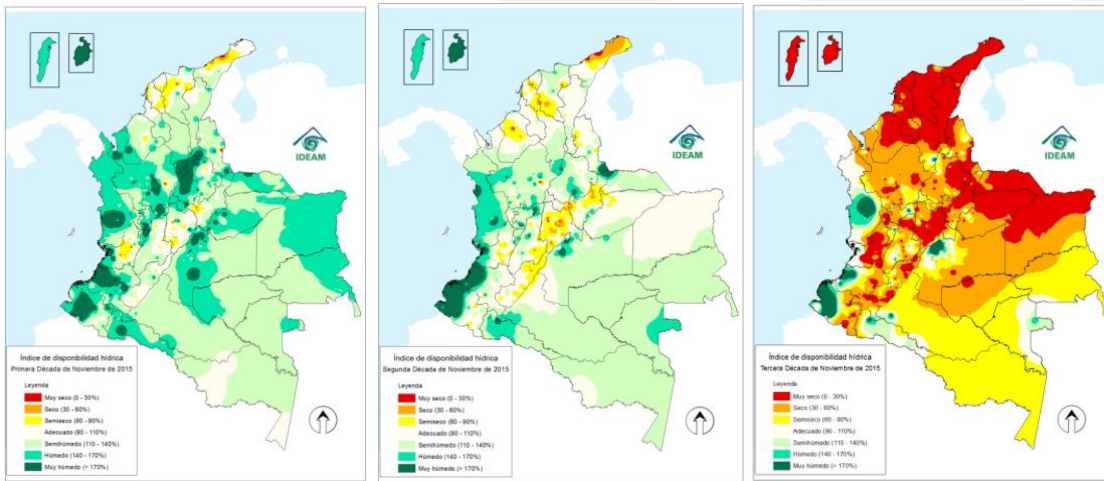 IDEAM
Índice de disponibilidad hídrica
Primera Década de Noviembre de 2015
Leyenda
Muy seco (0 - 30%)
Seco (30 - 60%)
Semiseco (60 - 90%)
Adecuado (90 - 110%)
Semihúmedo (110 - 140%)
Húmedo (140 - 170%)
Muy húmedo (> 170%)
IDEAM
Índice de disponibilidad hídrica
Segunda Década de Noviembre de 2015
Leyenda
Muy seco (0 - 30%)
Seco (30 - 60%)
Semiseco (60 - 90%)
Adecuado (90 - 110%)
Semihúmedo (110 - 140%)
Húmedo (140 - 170%)
Muy húmedo (> 170%)
IDEAM
Índice de disponibilidad hídrica
Tercera Década de Noviembre de 2015
Leyenda
Muy seco (0 - 30%)
Seco (30 - 60%)
Semiseco (60 - 90%)
Adecuado (90 - 110%)
Semihúmedo (110 - 140%)
Húmedo (140 - 170%)
Muy húmedo (> 170%)